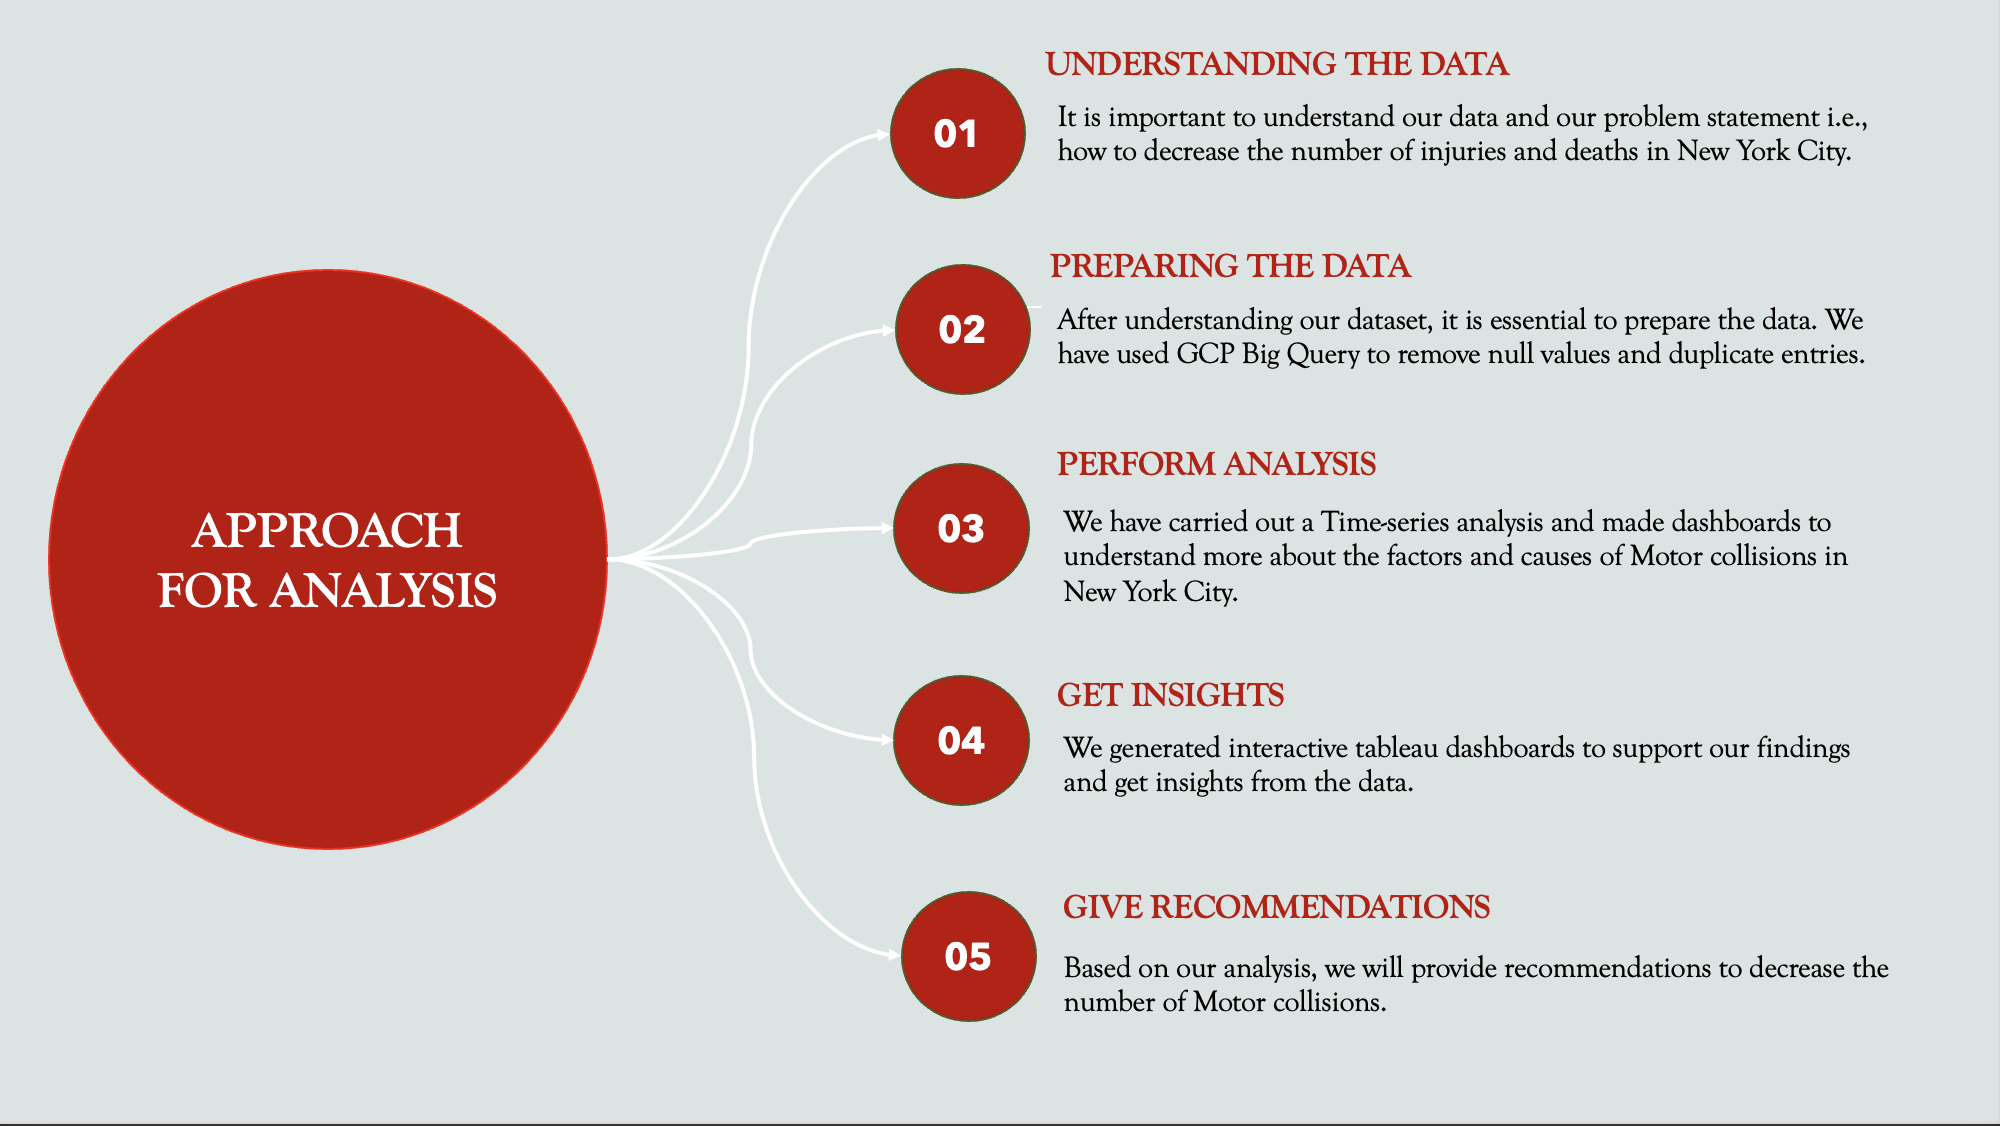 APPROACH
FOR ANALYSIS
01
UNDERSTANDING THE DATA
It is important to understand our data and our problem statement i.e.,
how to decrease the number of injuries and deaths in New York City.
02
PREPARING THE DATA
After understanding our dataset, it is essential to prepare the data. We
have used GCP Big Query to remove null values and duplicate entries.
03
PERFORM ANALYSIS
We have carried out a Time-series analysis and made dashboards to
understand more about the factors and causes of Motor collisions in
New York City.
04
GET INSIGHTS
We generated interactive tableau dashboards to support our findings
and get insights from the data.
05
GIVE RECOMMENDATIONS
Based on our analysis, we will provide recommendations to decrease the
number of Motor collisions.